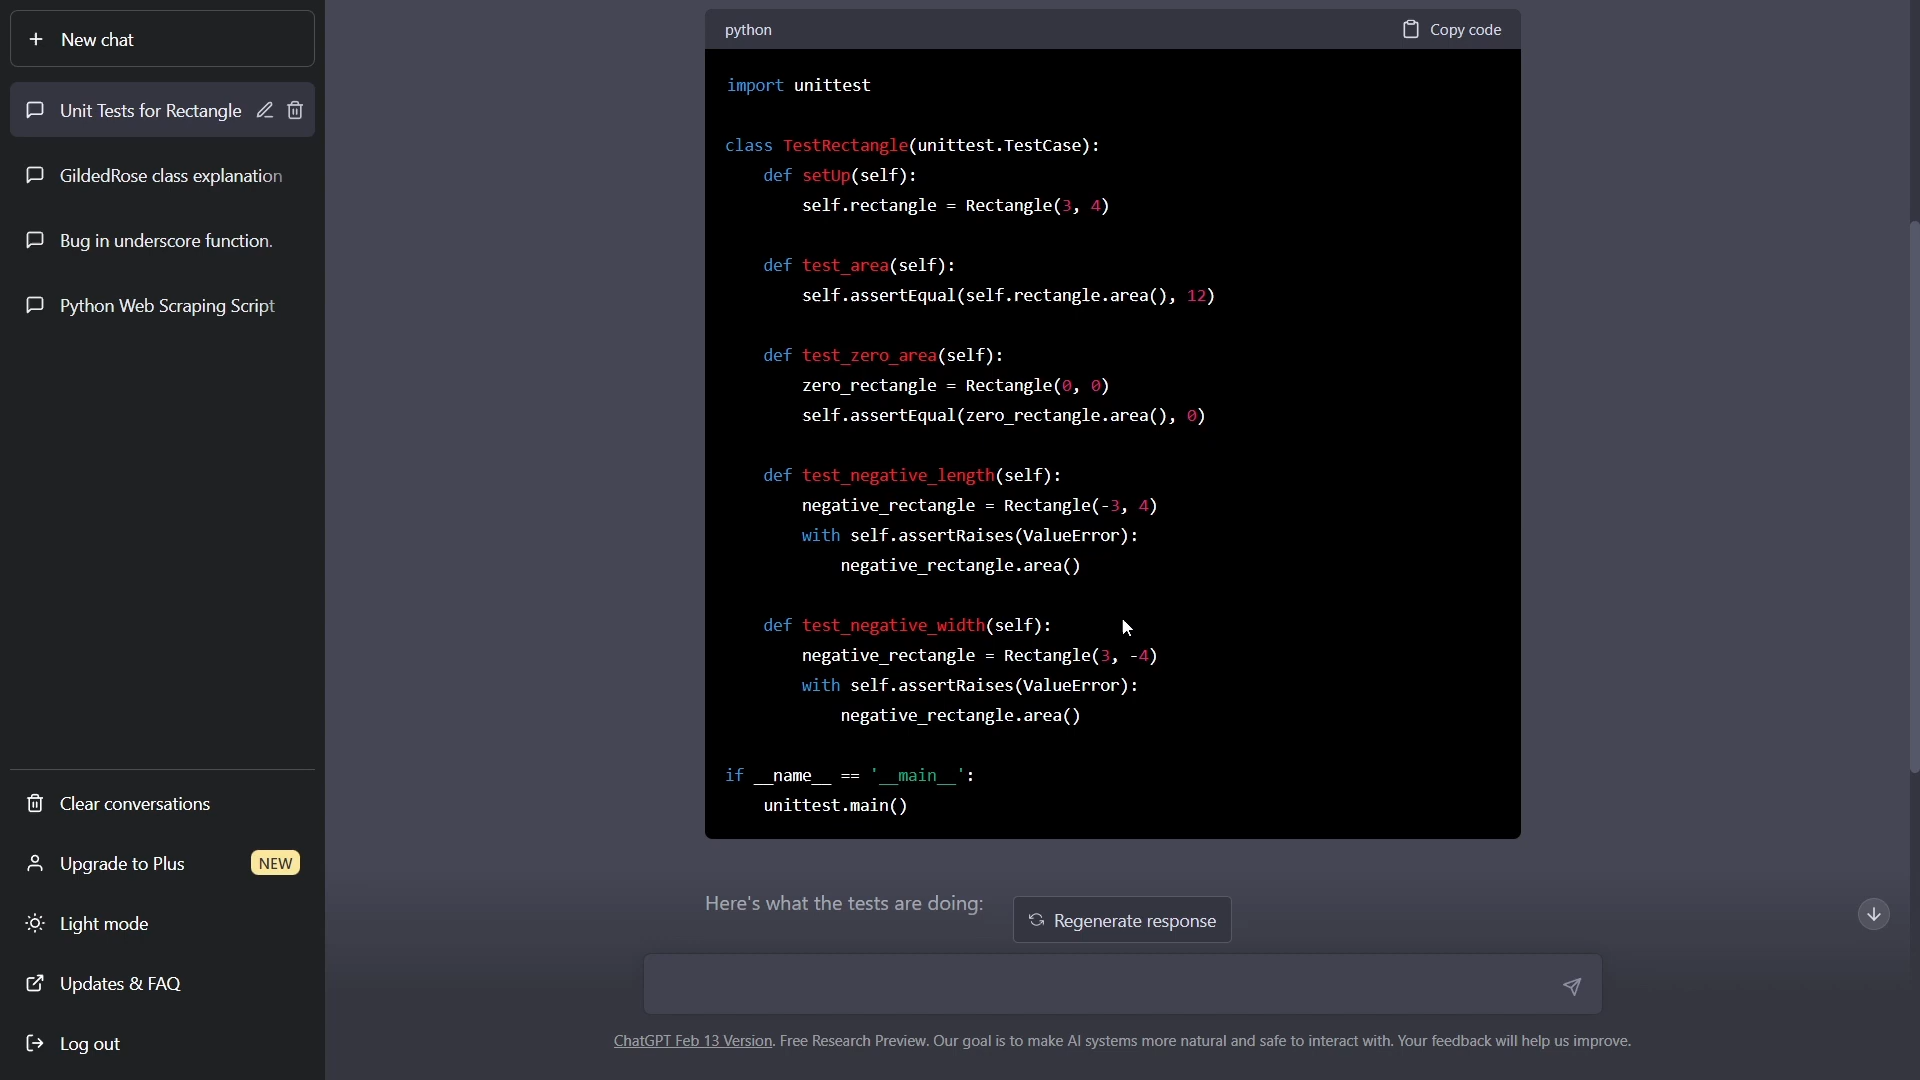 New chat
Unit Tests for Rectangle
GildedRose class explanation
Bug in underscore function.
Python Web Scraping Script
Clear conversations
Upgrade to Plus NEW
Light mode
Updates & FAQ
Log out
python Copy code
import unittest
class TestRectangle(unittest.TestCase):
    def setUp(self):
        self.rectangle = Rectangle(3, 4)
    def test_area(self):
        self.assertEqual(self.rectangle.area(), 12)
    def test_zero_area(self):
        zero_rectangle = Rectangle(0, 0)
        self.assertEqual(zero_rectangle.area(), 0)
    def test_negative_length(self):
        negative_rectangle = Rectangle(-3, 4)
        with self.assertRaises(ValueError):
            negative_rectangle.area()
    def test_negative_width(self):
        negative_rectangle = Rectangle(3, -4)
        with self.assertRaises(ValueError):
            negative_rectangle.area()
if __name__ == '__main__':
    unittest.main()
Here's what the tests are doing:
Regenerate response
ChatGPT Feb 13 Version. Free Research Preview. Our goal is to make AI systems more natural and safe to interact with. Your feedback will help us improve.